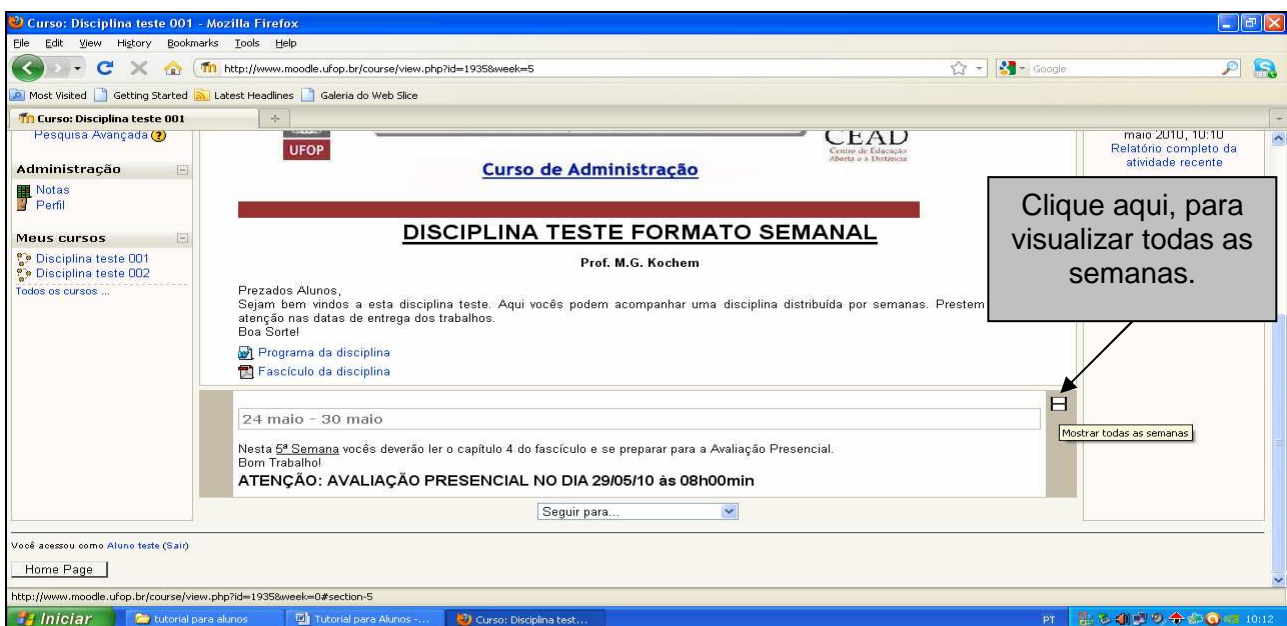 Curso: Disciplina teste 001 - Mozilla Firefox
File Edit View History Bookmarks Tools Help
http://www.moodle.ufop.br/course/view.php?id=1935&week=5
Google
Most Visited Getting Started Latest Headlines Galeria do Web Slice
Curso: Disciplina teste 001
Pesquisa Avançada
Administração
Notas
Perfil
Meus cursos
Disciplina teste 001
Disciplina teste 002
Todos os cursos ...
UFOP
CEAD
Centro de Educação
Aberta e a Distância
Curso de Administração
DISCIPLINA TESTE FORMATO SEMANAL
Prof. M.G. Kochem
Prezados Alunos,
Sejam bem vindos a esta disciplina teste. Aqui vocês podem acompanhar uma disciplina distribuída por semanas. Prestem
atenção nas datas de entrega dos trabalhos.
Boa Sorte!
Programa da disciplina
Fascículo da disciplina
24 maio - 30 maio
Nesta 5ª Semana vocês deverão ler o capítulo 4 do fascículo e se preparar para a Avaliação Presencial.
Bom Trabalho!
ATENÇÃO: AVALIAÇÃO PRESENCIAL NO DIA 29/05/10 às 08h00min
Seguir para...
maio 2010, 10:10
Relatório completo da
atividade recente
Clique aqui, para
visualizar todas as
semanas.
Mostrar todas as semanas
Você acessou como Aluno teste (Sair)
Home Page
http://www.moodle.ufop.br/course/view.php?id=1935&week=0#section-5
Iniciar tutorial para alunos Tutorial para Alunos -... Curso: Disciplina test... PT 10:12